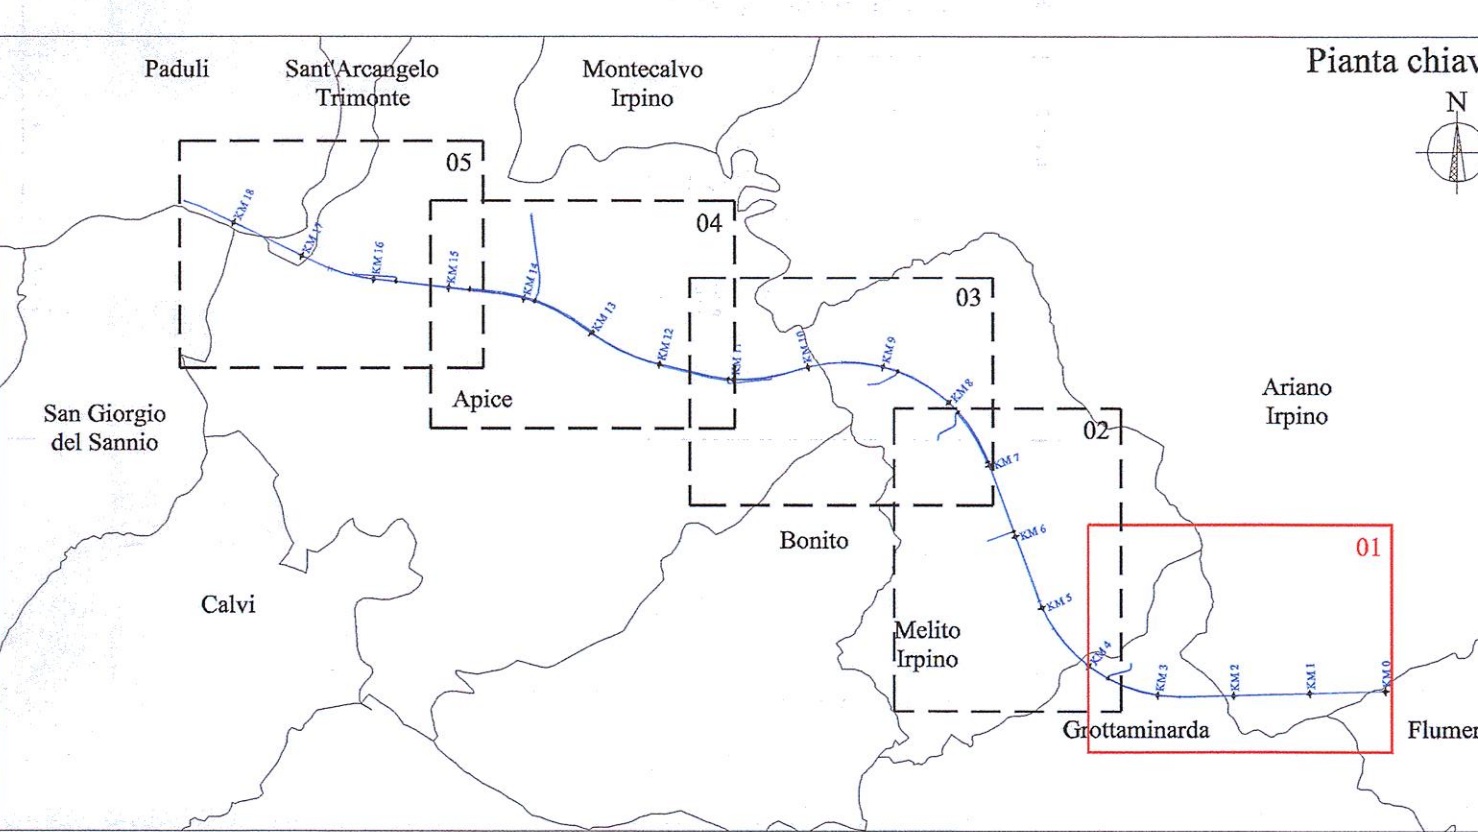 Pianta chiav
N
Paduli
Sant'Arcangelo
Trimonte
Montecalvo
Irpino
05
04
03
02
01
KM 18
KM 17
KM 16
KM 15
KM 14
KM 13
KM 12
KM 11
KM 10
KM 9
KM 8
KM 7
KM 6
KM 5
KM 4
KM 3
KM 2
KM 1
KM 0
Apice
San Giorgio
del Sannio
Ariano
Irpino
Bonito
Calvi
Melito
Irpino
Grottaminarda
Flumer